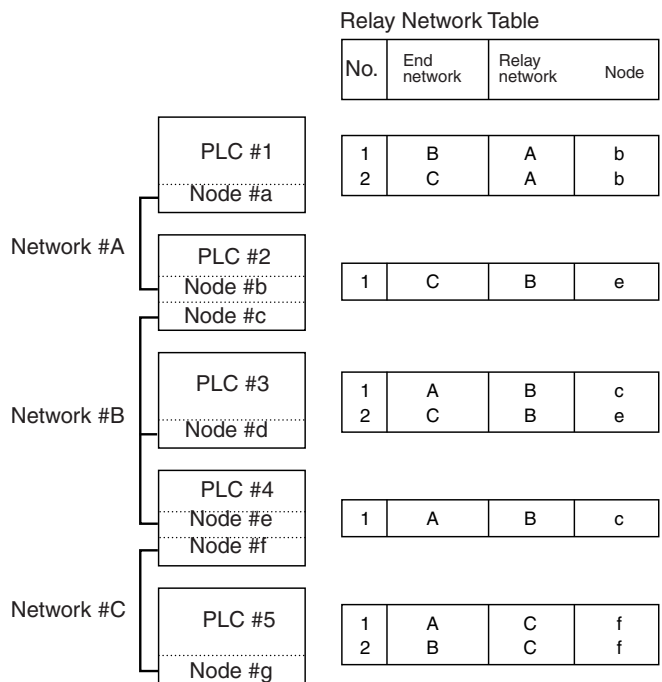 Relay Network Table
No. End network Relay network Node
PLC #1
Node #a
1 B A b
2 C A b
Network #A
PLC #2
Node #b
Node #c
1 C B e
PLC #3
Node #d
1 A B c
2 C B e
Network #B
PLC #4
Node #e
Node #f
1 A B c
Network #C
PLC #5
Node #g
1 A C f
2 B C f